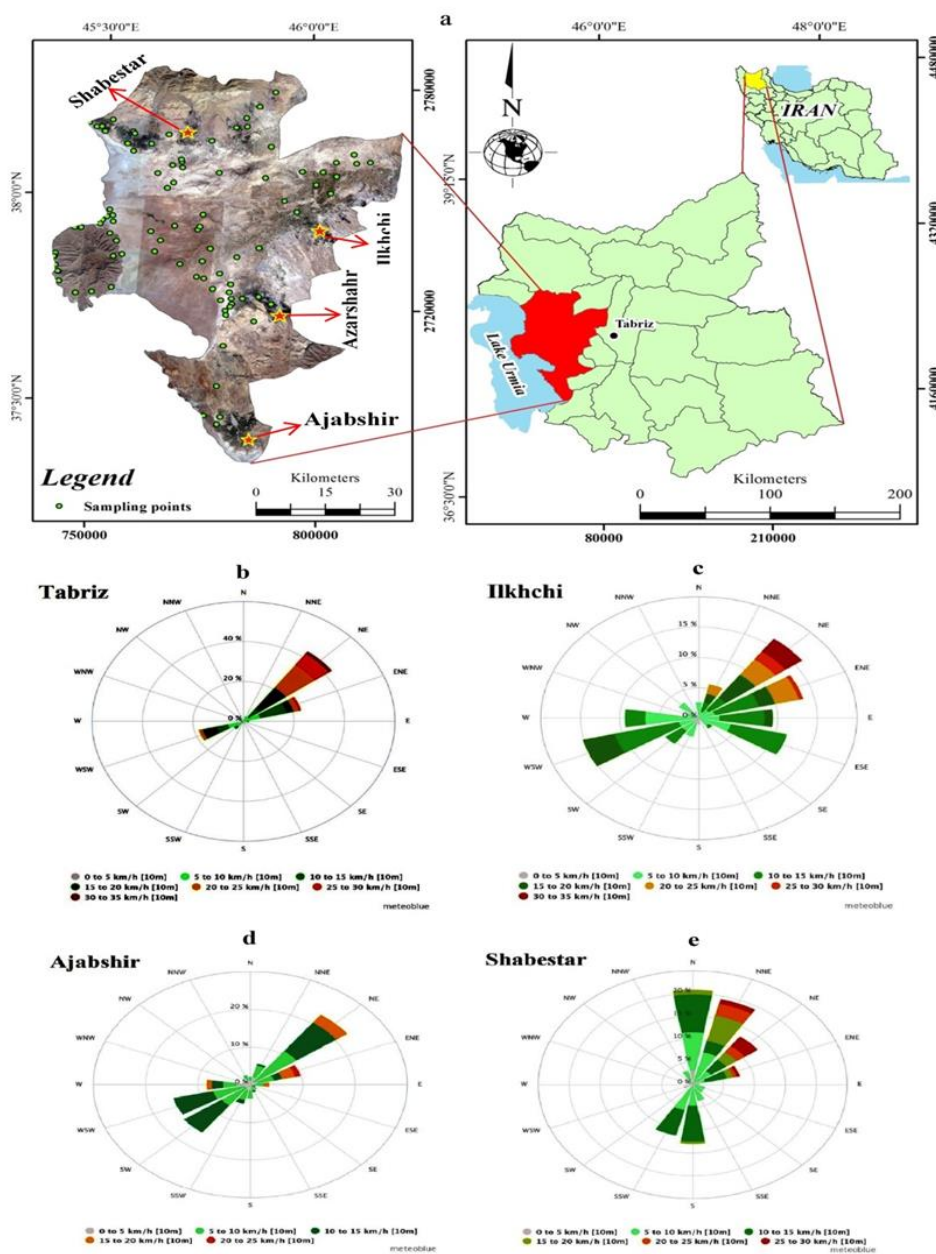 a
45°30'0"E 46°0'0"E
46°0'0"E 48°0'0"E
Shabestar
2780000
38°0'0"N
Ilkhchi
Azarshahr
2720000
37°30'0"N
Ajabshir
Legend
Sampling points
Kilometers
0 15 30
750000 800000
N
IRAN
4480000
39°15'0"N
4370000
Tabriz
Lake Urmia
4160000
36°30'0"N
Kilometers
0 100 200
80000 210000
b
Tabriz
N
NNE
NE
ENE
E
ESE
SE
SSE
S
SSW
SW
WSW
W
WNW
NW
NNW
40 %
20 %
0 %
0 to 5 km/h [10m] 5 to 10 km/h [10m] 10 to 15 km/h [10m]
15 to 20 km/h [10m] 20 to 25 km/h [10m] 25 to 30 km/h [10m]
30 to 35 km/h [10m]
meteoblue
c
Ilkhchi
N
NNE
NE
ENE
E
ESE
SE
SSE
S
SSW
SW
WSW
W
WNW
NW
NNW
15 %
10 %
5 %
0 %
0 to 5 km/h [10m] 5 to 10 km/h [10m] 10 to 15 km/h [10m]
15 to 20 km/h [10m] 20 to 25 km/h [10m] 25 to 30 km/h [10m]
30 to 35 km/h [10m]
meteoblue
d
Ajabshir
N
NNE
NE
ENE
E
ESE
SE
SSE
S
SSW
SW
WSW
W
WNW
NW
NNW
20 %
10 %
0 %
0 to 5 km/h [10m] 5 to 10 km/h [10m] 10 to 15 km/h [10m]
15 to 20 km/h [10m] 20 to 25 km/h [10m]
meteoblue
e
Shabestar
N
NNE
NE
ENE
E
ESE
SE
SSE
S
SSW
SW
WSW
W
WNW
NW
NNW
20 %
15 %
10 %
5 %
0 %
0 to 5 km/h [10m] 5 to 10 km/h [10m] 10 to 15 km/h [10m]
15 to 20 km/h [10m] 20 to 25 km/h [10m] 25 to 30 km/h [10m]
meteoblue